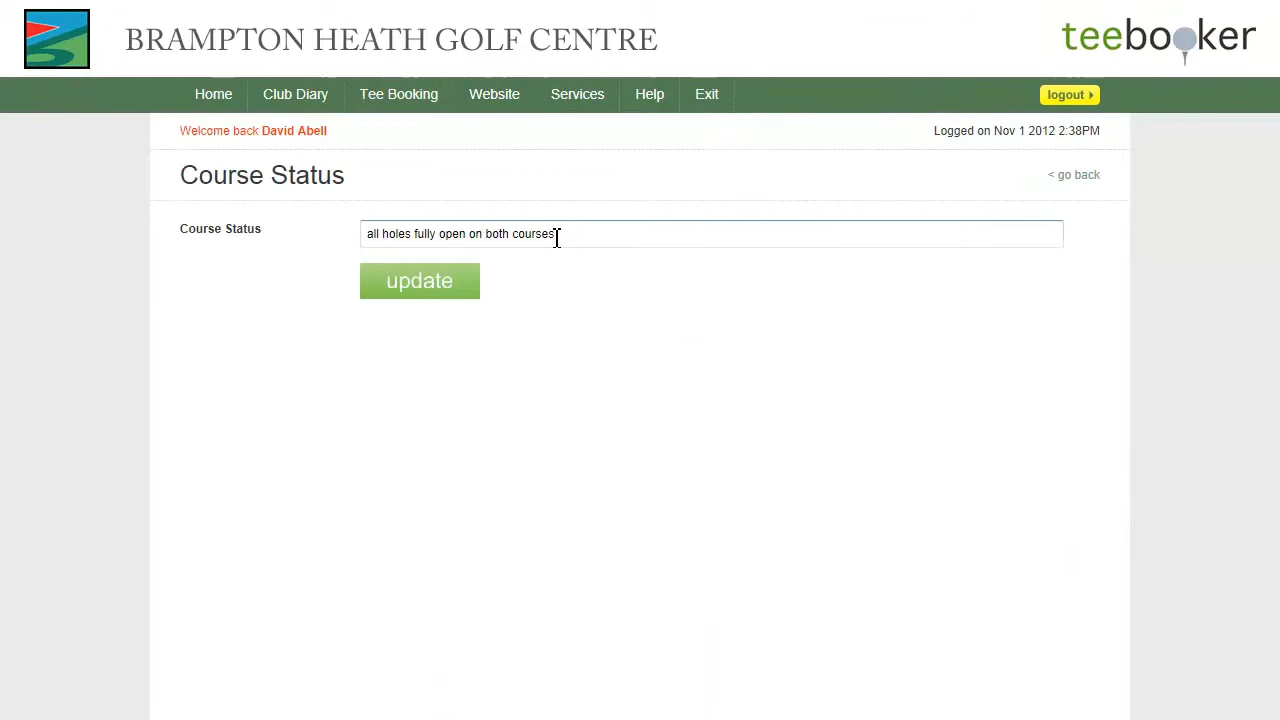 BRAMPTON HEATH GOLF CENTRE
teebooker
Home Club Diary Tee Booking Website Services Help Exit
logout
Welcome back David Abell
Logged on Nov 1 2012 2:38PM
Course Status
< go back
Course Status
all holes fully open on both courses
update